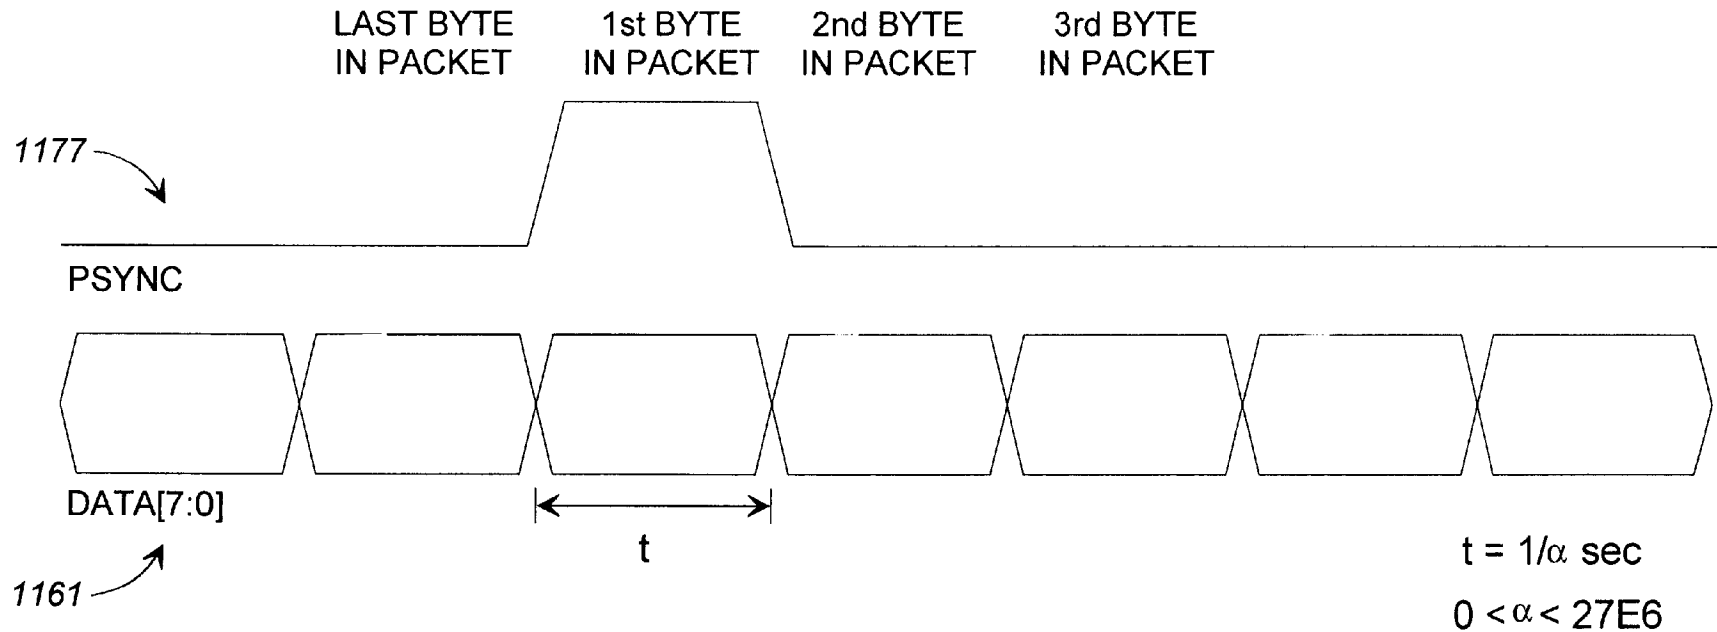 LAST BYTE
IN PACKET
1st BYTE
IN PACKET
2nd BYTE
IN PACKET
3rd BYTE
IN PACKET
1177
PSYNC
DATA[7:0]
1161
t
t = 1/α sec
0 < α < 27E6